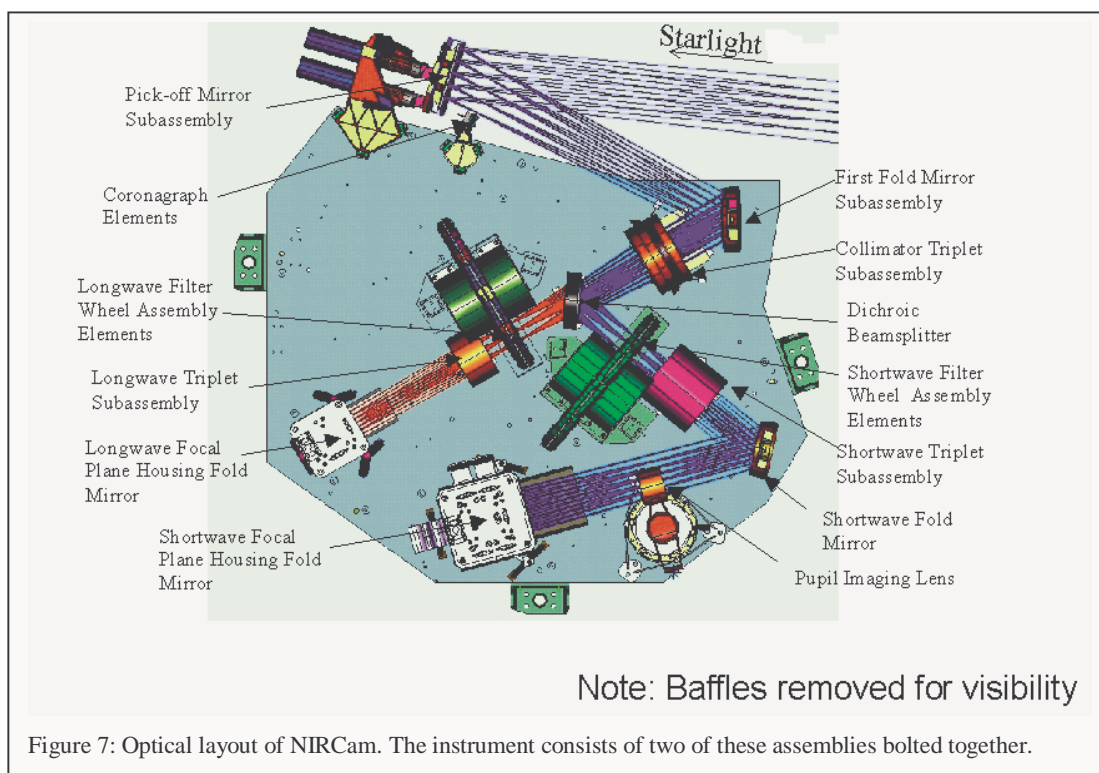 Starlight
Pick-off Mirror
Subassembly
Coronagraph
Elements
Longwave Filter
Wheel Assembly
Elements
Longwave Triplet
Subassembly
Longwave Focal
Plane Housing Fold
Mirror
Shortwave Focal
Plane Housing Fold
Mirror
First Fold Mirror
Subassembly
Collimator Triplet
Subassembly
Dichroic
Beamsplitter
Shortwave Filter
Wheel Assembly
Elements
Shortwave Triplet
Subassembly
Shortwave Fold
Mirror
Pupil Imaging Lens
Note: Baffles removed for visibility
Figure 7: Optical layout of NIRCam. The instrument consists of two of these assemblies bolted together.